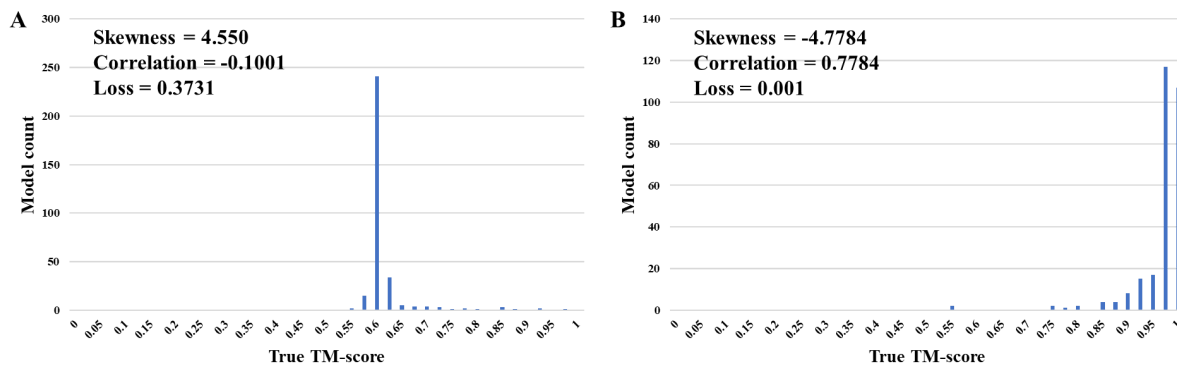 A
Skewness = 4.550
Correlation = -0.1001
Loss = 0.3731
Model count
300
250
200
150
100
50
0
0 0.05 0.1 0.15 0.2 0.25 0.3 0.35 0.4 0.45 0.5 0.55 0.6 0.65 0.7 0.75 0.8 0.85 0.9 0.95 1
True TM-score
B
Skewness = -4.7784
Correlation = 0.7784
Loss = 0.001
Model count
140
120
100
80
60
40
20
0
0 0.05 0.1 0.15 0.2 0.25 0.3 0.35 0.4 0.45 0.5 0.55 0.6 0.65 0.7 0.75 0.8 0.85 0.9 0.95 1
True TM-score